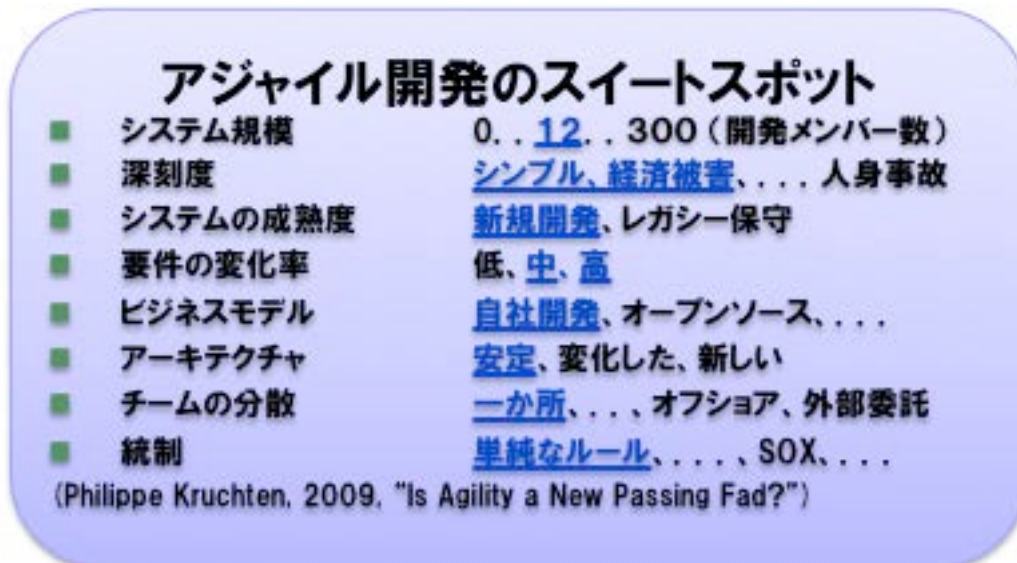 アジャイル開発のスイートスポット
システム規模 0. . 12. . 300 (開発メンバー数)
深刻度 シンプル、経済被害、. . . . 人身事故
システムの成熟度 新規開発、レガシー保守
要件の変化率 低、中、高
ビジネスモデル 自社開発、オープンソース、. . . .
アーキテクチャ 安定、変化した、新しい
チームの分散 一か所、. . . 、オフショア、外部委託
統制 単純なルール、. . . . 、SOX、. . . .
(Philippe Kruchten, 2009, "Is Agility a New Passing Fad?")